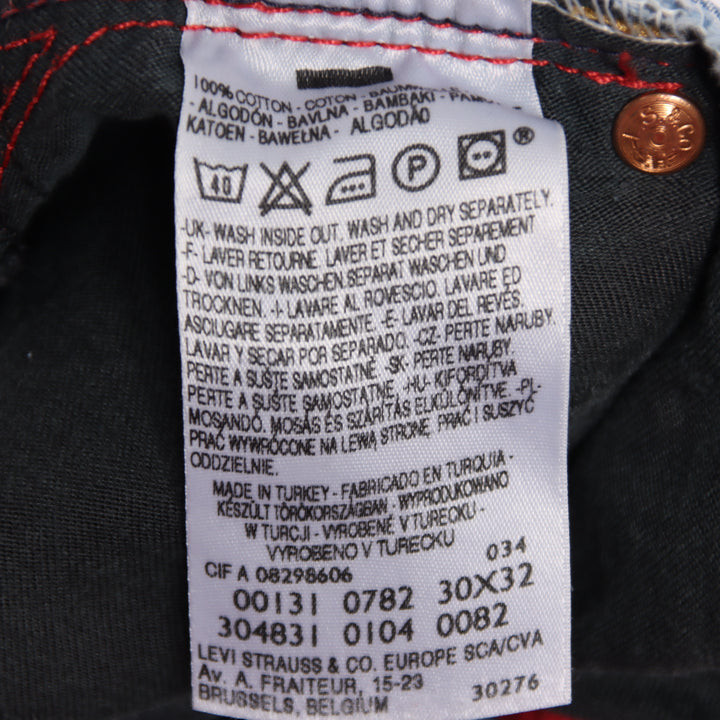 100% COTTON - COTON - BAUMWOLLE
- ALGODÓN - BAVLNA - BAMBAKI - PAMUT
KATOEN - BAWEŁNA - ALGODÃO
40 P ®
-UK- WASH INSIDE OUT. WASH AND DRY SEPARATELY.
-F- LAVER RETOURNE. LAVER ET SECHER SEPAREMENT
-D- VON LINKS WASCHEN SEPARAT WASCHEN UND
TROCKNEN. -I- LAVARE AL ROVESCIO. LAVARE ED
ASCIUGARE SEPARATAMENTE. -E- LAVAR DEL REVÉS.
LAVAR Y SECAR POR SEPARADO. -CZ- PERTE NARUBY.
PERTE A SUŠTE SAMOSTATNĚ. -SK- PERTE NARUBY.
PERTE A SUŠTE SAMOSTATNE. -HU- KIFORDÍTVA
MOSANDÓ. MOSÁS ÉS SZÁRÍTÁS ELKÜLÖNÍTVE. -PL-
PRAĆ WYWRÓCONE NA LEWĄ STRONĘ, PRAĆ I SUSZYĆ
ODDZIELNIE.
MADE IN TURKEY - FABRICADO EN TURQUIA -
KESZÜLT TÖRÖKORSZÁGBAN - WYPRODUKOWANO
W TURCJI - VYROBENÉ V TURECKU -
VYROBENO V TURECKU
034
CIF A 08298606
00131 0782 30X32
304831 0104 0082
LEVI STRAUSS & CO. EUROPE SCA/CVA
Av. A. FRAITEUR, 15-23
BRUSSELS, BELGIUM 30276